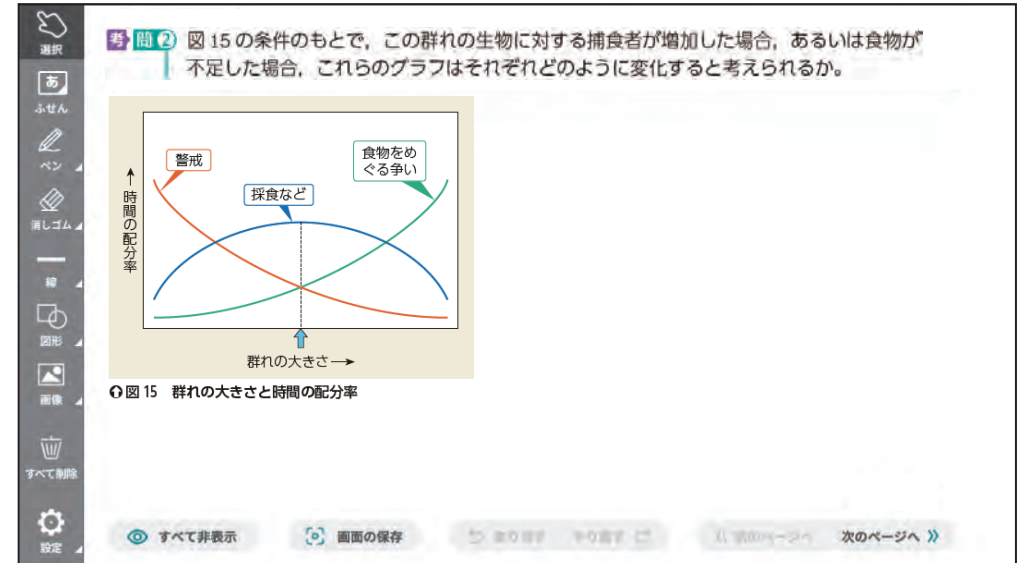 選択
あ
ふせん
ペン
消しゴム
線
図形
画像
すべて削除
設定
考 問② 図 15 の条件のもとで，この群れの生物に対する捕食者が増加した場合，あるいは食物が
不足した場合，これらのグラフはそれぞれどのように変化すると考えられるか。
警戒
採食など
食物をめ
ぐる争い
時間の配分率
群れの大きさ
図 15 群れの大きさと時間の配分率
すべて非表示
画面の保存
次のページへ